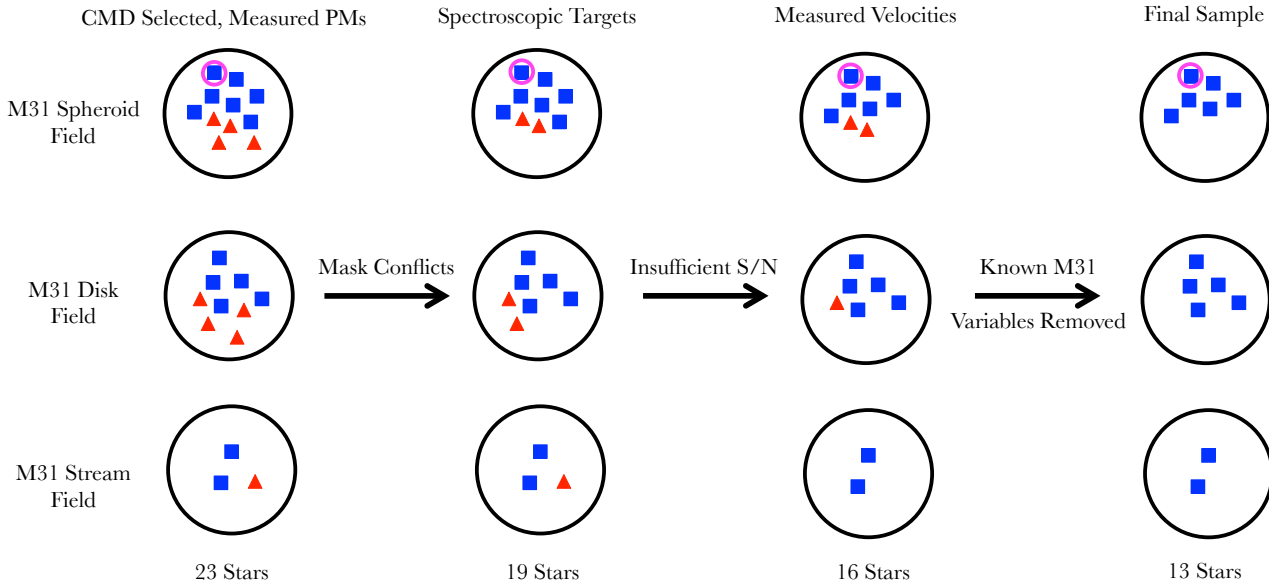 CMD Selected, Measured PMs
Spectroscopic Targets
Measured Velocities
Final Sample
M31 Spheroid
Field
M31 Disk
Field
Mask Conflicts
Insufficient S/N
Known M31
Variables Removed
M31 Stream
Field
23 Stars
19 Stars
16 Stars
13 Stars